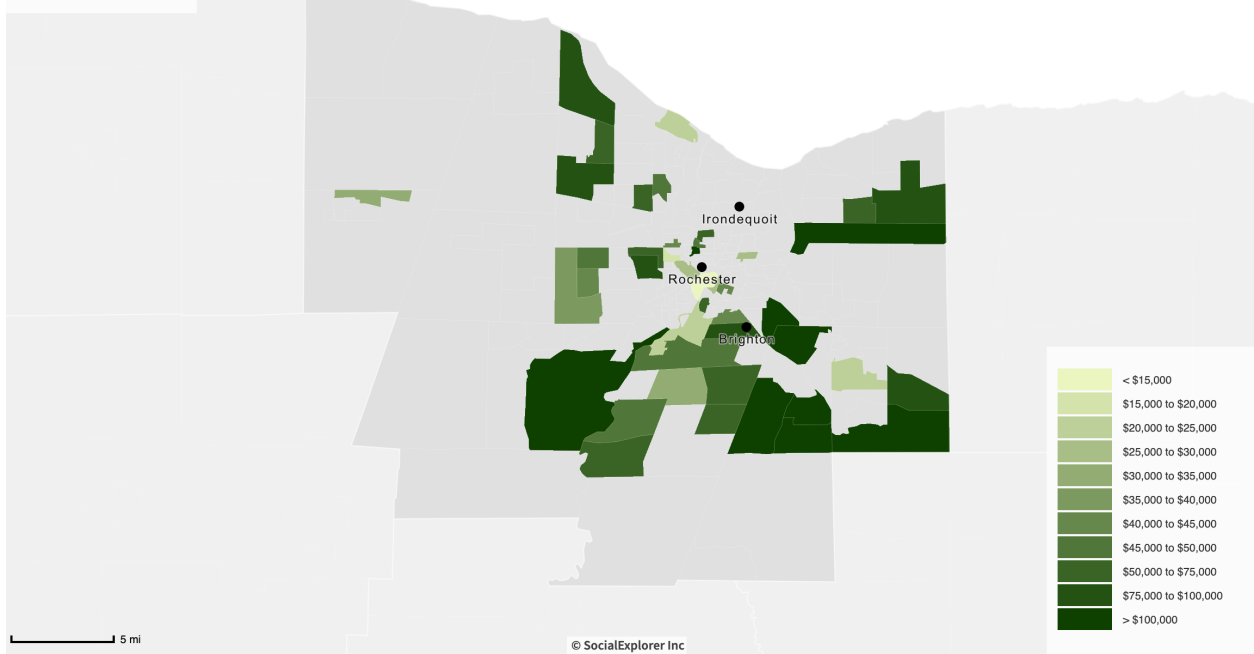 Irondequoit
Rochester
Brighton
< $15,000
$15,000 to $20,000
$20,000 to $25,000
$25,000 to $30,000
$30,000 to $35,000
$35,000 to $40,000
$40,000 to $45,000
$45,000 to $50,000
$50,000 to $75,000
$75,000 to $100,000
> $100,000
5 mi
© SocialExplorer Inc